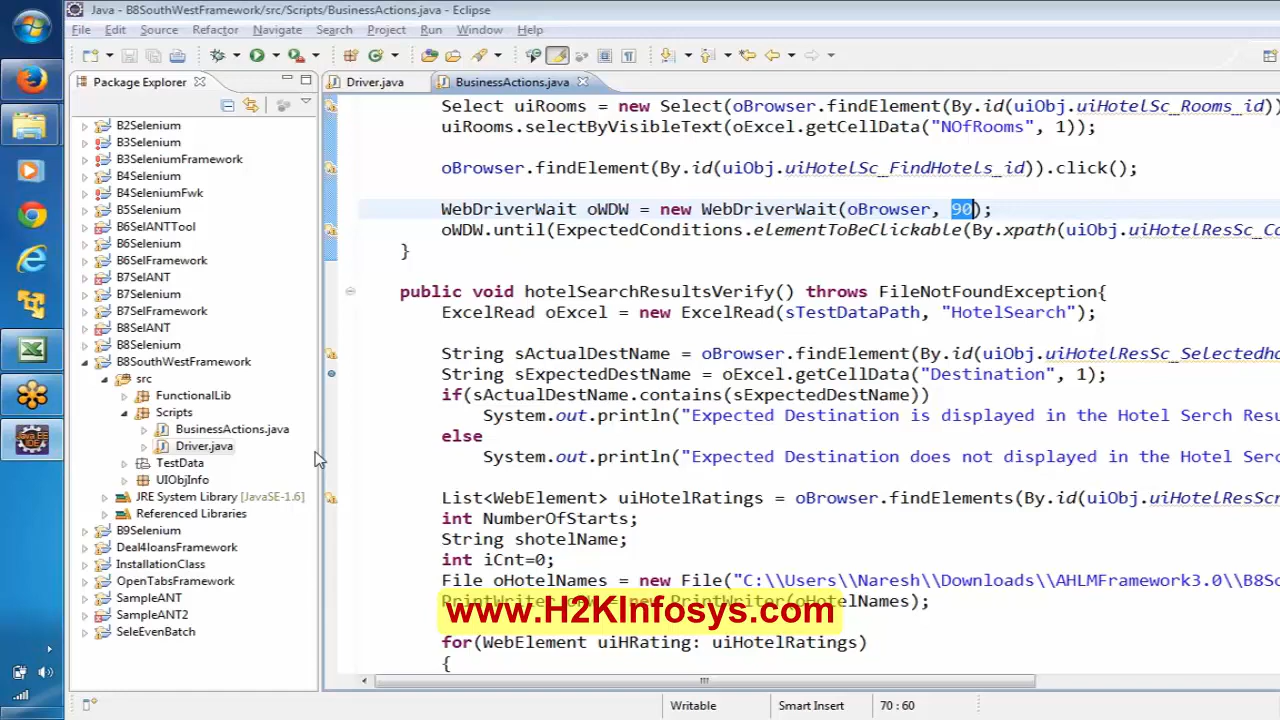 Java - B8SouthWestFramework/src/Scripts/BusinessActions.java - Eclipse
File Edit Source Refactor Navigate Search Project Run Window Help
Package Explorer
Driver.java
BusinessActions.java
B2Selenium
B3Selenium
B3SeleniumFramework
B4Selenium
B4SeleniumFwk
B5Selenium
B6SelANTTool
B6Selenium
B6SelFramework
B7SelANT
B7Selenium
B7SelFramework
B8SelANT
B8Selenium
B8SouthWestFramework
src
FunctionalLib
Scripts
BusinessActions.java
Driver.java
TestData
UIObjInfo
JRE System Library [JavaSE-1.6]
Referenced Libraries
B9Selenium
Deal4loansFramework
InstallationClass
OpenTabsFramework
SampleANT
SampleANT2
SeleEvenBatch
Select uiRooms = new Select(oBrowser.findElement(By.id(uiObj.uiHotelSc_Rooms_id))
uiRooms.selectByVisibleText(oExcel.getCellData("NOfRooms", 1));
oBrowser.findElement(By.id(uiObj.uiHotelSc_FindHotels_id)).click();
WebDriverWait oWDW = new WebDriverWait(oBrowser, 90);
oWDW.until(ExpectedConditions.elementToBeClickable(By.xpath(uiObj.uiHotelResSc_Co
}
public void hotelSearchResultsVerify() throws FileNotFoundException{
ExcelRead oExcel = new ExcelRead(sTestDataPath, "HotelSearch");
String sActualDestName = oBrowser.findElement(By.id(uiObj.uiHotelResSc_Selectedho
String sExpectedDestName = oExcel.getCellData("Destination", 1);
if(sActualDestName.contains(sExpectedDestName))
System.out.println("Expected Destination is displayed in the Hotel Serch Resu
else
System.out.println("Expected Destination does not displayed in the Hotel Serc
List<WebElement> uiHotelRatings = oBrowser.findElements(By.id(uiObj.uiHotelResScr
int NumberOfStarts;
String shotelName;
int iCnt=0;
File oHotelNames = new File("C:\\Users\\Naresh\\Downloads\\AHLMFramework3.0\\B8Sc
PrintWriter = new PrintWriter(oHotelNames);
www.H2KInfosys.com
for(WebElement uiHRating: uiHotelRatings)
{
Writable
Smart Insert
70 : 60